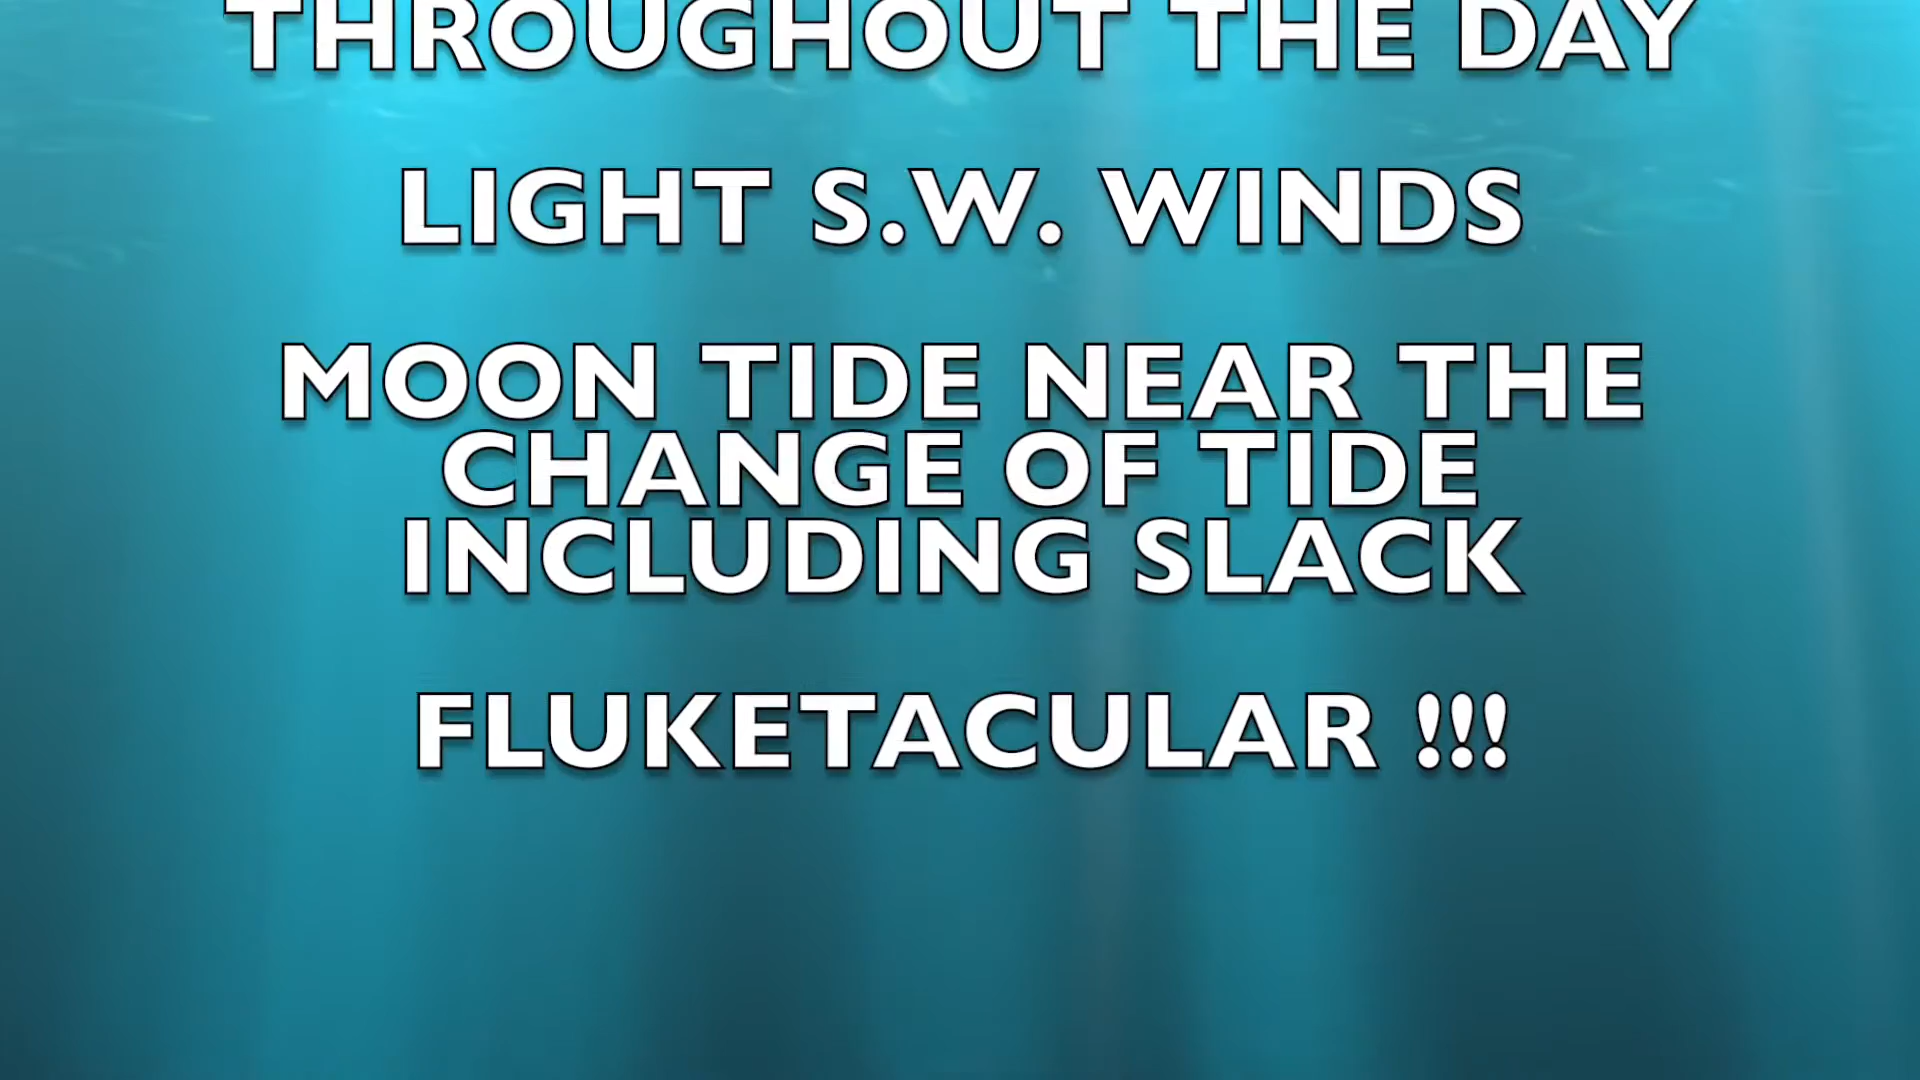 THROUGHOUT THE DAY
LIGHT S.W. WINDS
MOON TIDE NEAR THE
CHANGE OF TIDE
INCLUDING SLACK
FLUKETACULAR !!!